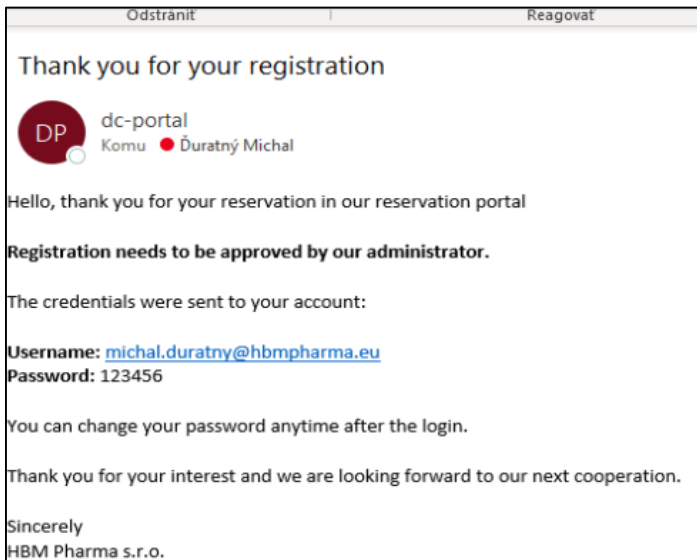 Odstrániť Reagovať
Thank you for your registration
DP
dc-portal
Komu Ďuratný Michal
Hello, thank you for your reservation in our reservation portal
Registration needs to be approved by our administrator.
The credentials were sent to your account:
Username: michal.duratny@hbmpharma.eu
Password: 123456
You can change your password anytime after the login.
Thank you for your interest and we are looking forward to our next cooperation.
Sincerely
HBM Pharma s.r.o.